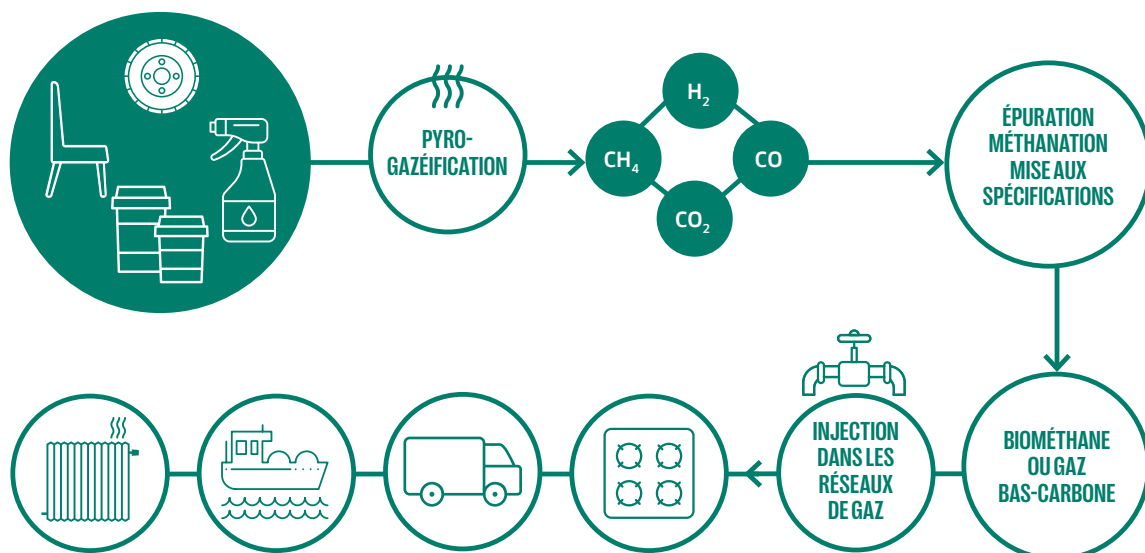 PYRO-
GAZÉIFICATION
H₂
CH₄
CO
CO₂
ÉPURATION
MÉTHANATION
MISE AUX
SPÉCIFICATIONS
INJECTION
DANS LES
RÉSEAUX
DE GAZ
BIOMÉTHANE
OU GAZ
BAS-CARBONE